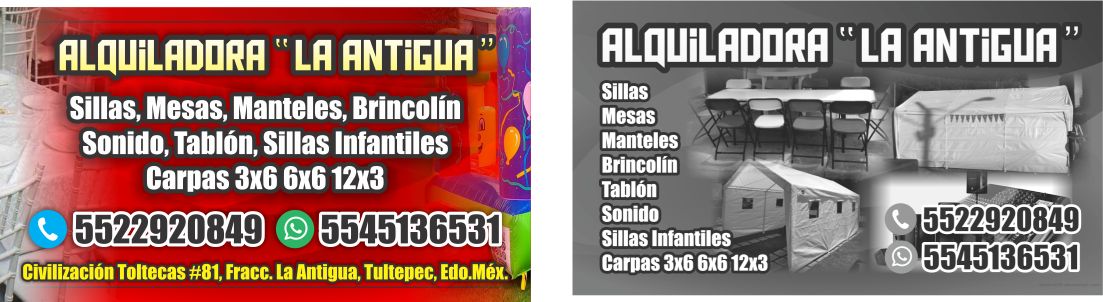 ALQUiLADORA “LA ANTiGUA”
Sillas, Mesas, Manteles, Brincolín
Sonido, Tablón, Sillas Infantiles
Carpas 3x6 6x6 12x3
5522920849 5545136531
Civilización Toltecas #81, Fracc. La Antigua, Tultepec, Edo.Méx.
ALQUiLADORA “LA ANTiGUA”
Sillas
Mesas
Manteles
Brincolín
Tablón
Sonido
Sillas Infantiles
Carpas 3x6 6x6 12x3
5522920849
5545136531